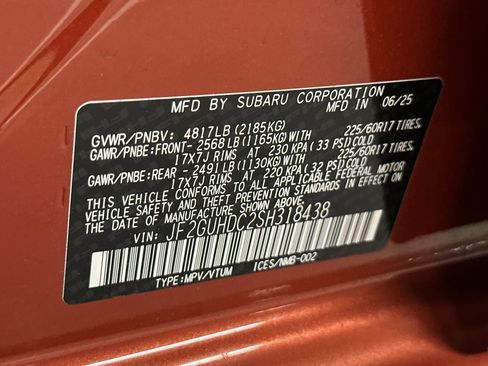 MFD BY SUBARU CORPORATION IN 06/25
GVWR/PNBV: 4817LB (2185KG)
GAWR/PNBE:FRONT- 2568LB (1165KG)WITH 225/60R17 TIRES,
17X7J RIMS AT 230 KPA ( 33 PSI) COLD
GAWR/PNBE:REAR - 2491LB (1130KG)WITH 225/60R17 TIRES,
17X7J RIMS AT 220 KPA ( 32 PSI) COLD
THIS VEHICLE CONFORMS TO ALL APPLICABLE FEDERAL MOTOR
VEHICLE SAFETY AND THEFT PREVENTION STANDARDS IN EFFECT ON
THE DATE OF MANUFACTURE SHOWN ABOVE.
VIN: JF2GUHDC2SH318438
TYPE:MPV/VTUM ICES/NMB-002